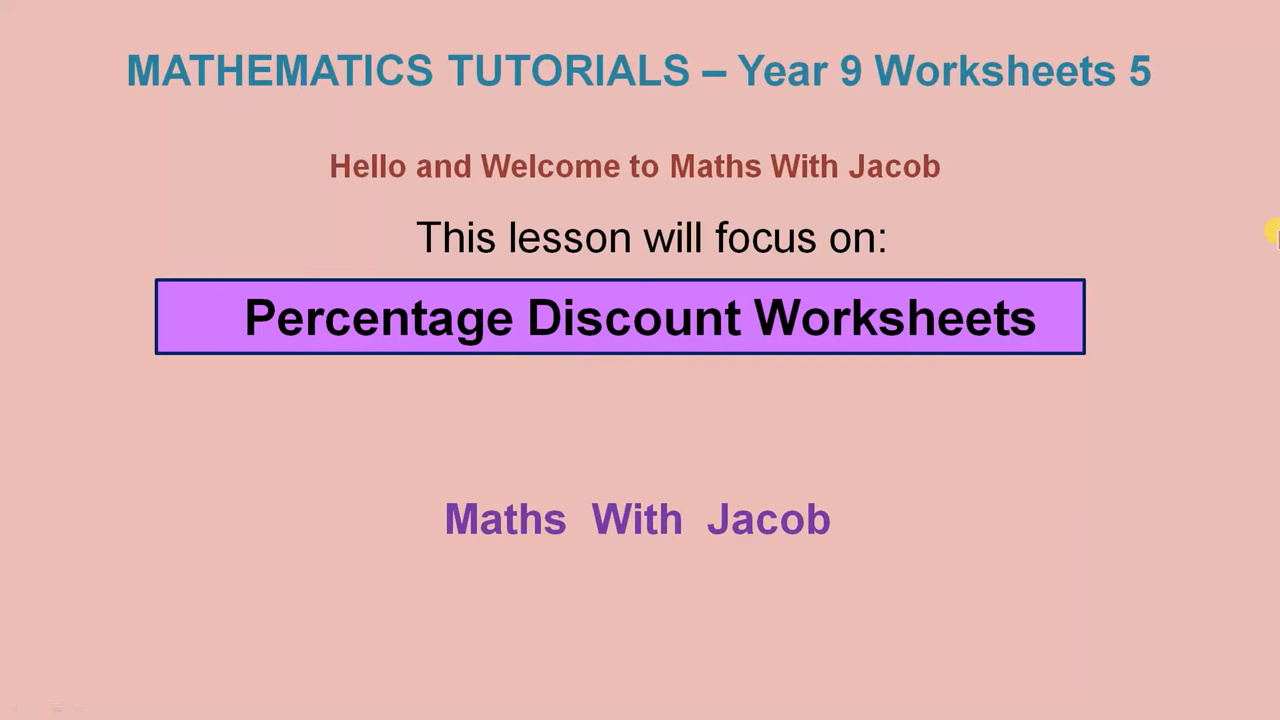 MATHEMATICS TUTORIALS – Year 9 Worksheets 5
Hello and Welcome to Maths With Jacob
This lesson will focus on:
Percentage Discount Worksheets
Maths With Jacob